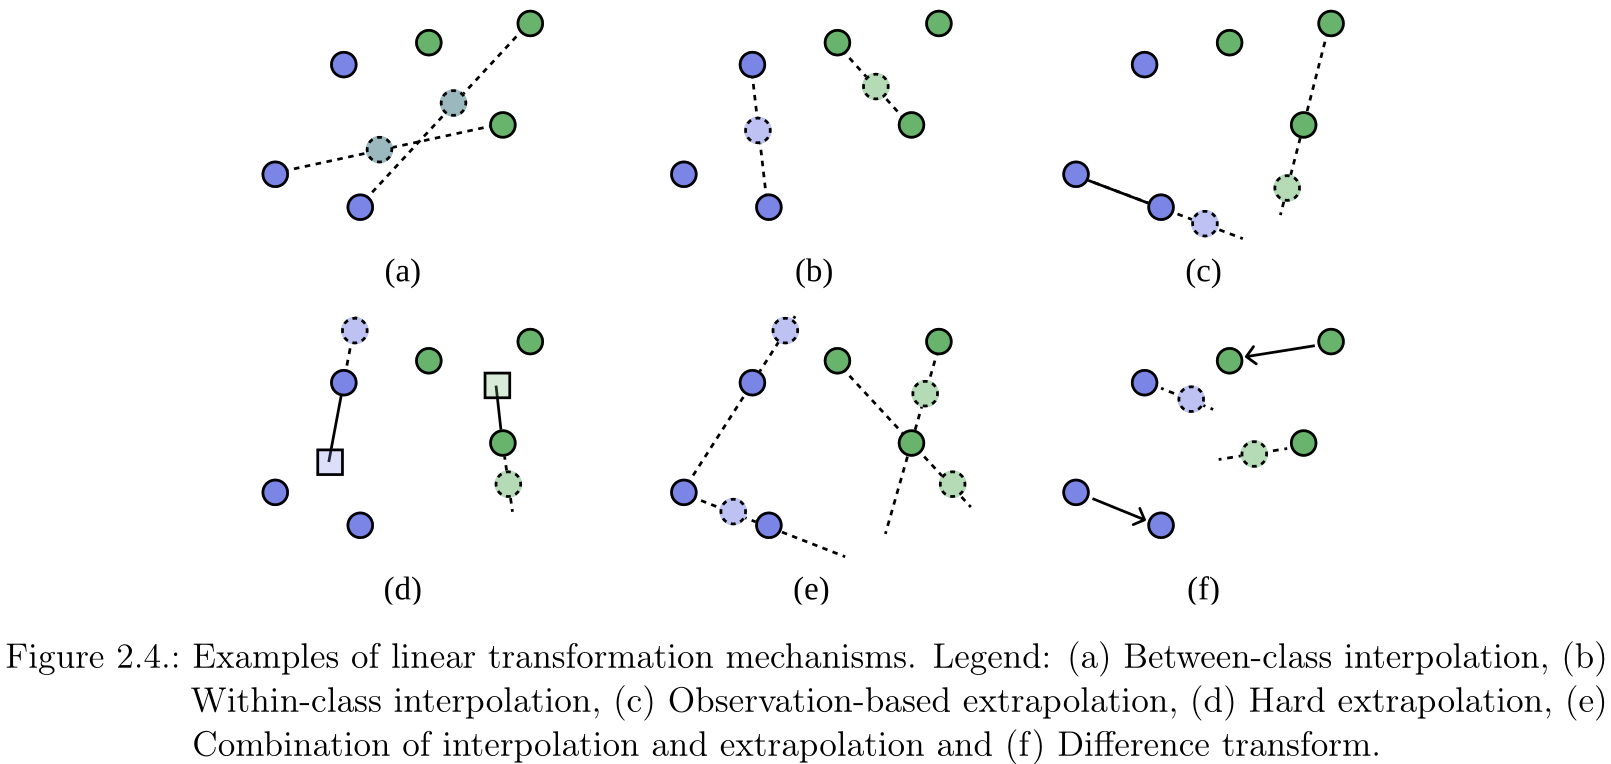 (a)
(b)
(c)
(d)
(e)
(f)
Figure 2.4.: Examples of linear transformation mechanisms. Legend: (a) Between-class interpolation, (b)
Within-class interpolation, (c) Observation-based extrapolation, (d) Hard extrapolation, (e)
Combination of interpolation and extrapolation and (f) Difference transform.